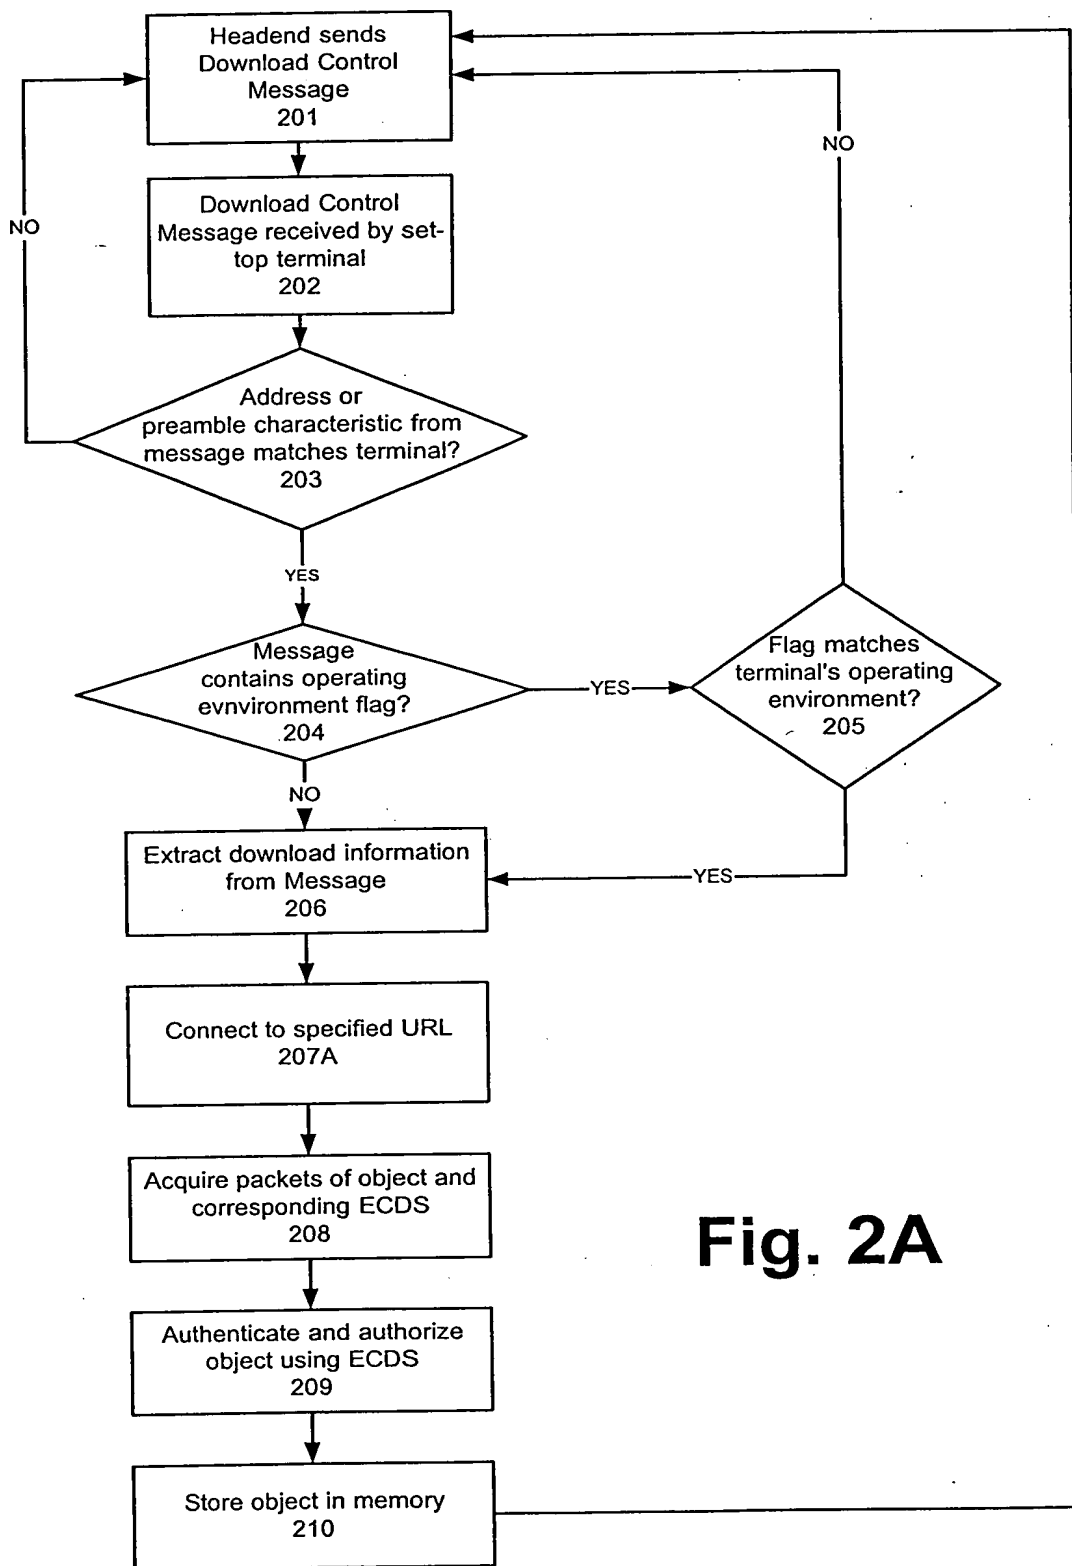 Headend sends
Download Control
Message
201
NO
NO
Download Control
Message received by set-
top terminal
202
Address or
preamble characteristic from
message matches terminal?
203
YES
Message
contains operating
evnvironment flag?
204
YES
Flag matches
terminal's operating
environment?
205
NO
Extract download information
from Message
206
YES
Connect to specified URL
207A
Acquire packets of object and
corresponding ECDS
208
Fig. 2A
Authenticate and authorize
object using ECDS
209
Store object in memory
210